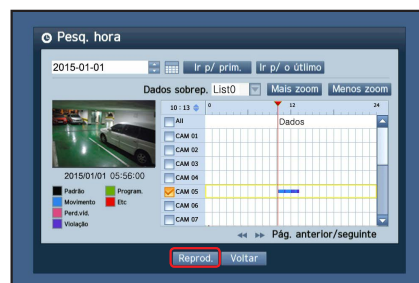 Pesq. hora
2015-01-01 Ir p/ prim. Ir p/ o útlimo
Dados sobrep. List0 Mais zoom Menos zoom
10 : 13 0 12 24
All Dados
CAM 01
CAM 02
CAM 03
CAM 04
CAM 05
CAM 06
CAM 07
2015/01/01 05:56:00
Padrão Program.
Movimento Etc
Perd.vid.
Violação
Pág. anterior/seguinte
Reprod. Voltar